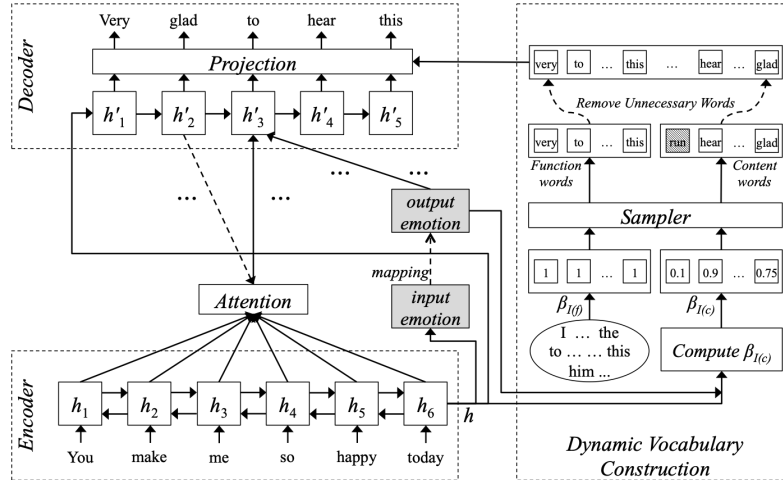 Very glad to hear this
Projection
Decoder
h'1 h'2 h'3 h'4 h'5
... ...
... ...
output
emotion
mapping
input
emotion
Attention
Encoder
h1 h2 h3 h4 h5 h6
h
You make me so happy today
very to ... this ... hear ... glad
Remove Unnecessary Words
very to ... this run hear ... glad
Function
words
Content
words
Sampler
1 1 ... 1 0.1 0.9 ... 0.75
βI(f) βI(c)
I ... the
to ... ... this
him ...
Compute βI(c)
Dynamic Vocabulary
Construction